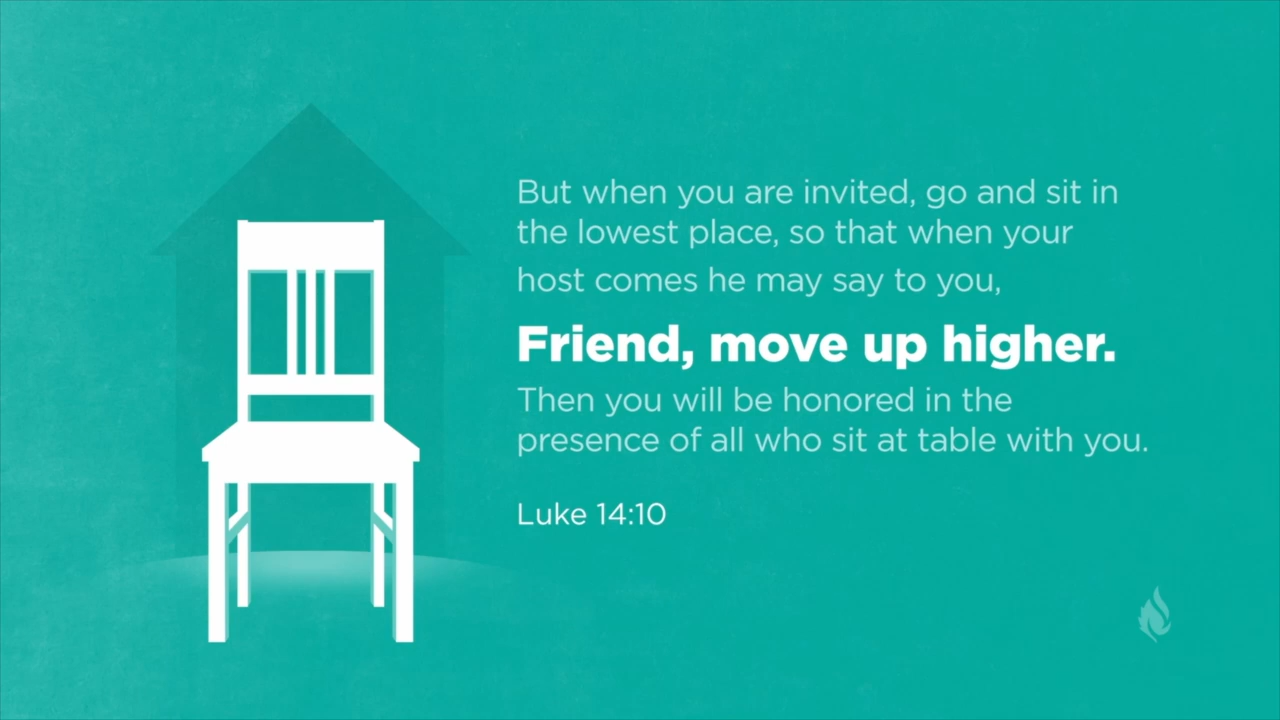 But when you are invited, go and sit in
the lowest place, so that when your
host comes he may say to you,
Friend, move up higher.
Then you will be honored in the
presence of all who sit at table with you.
Luke 14:10